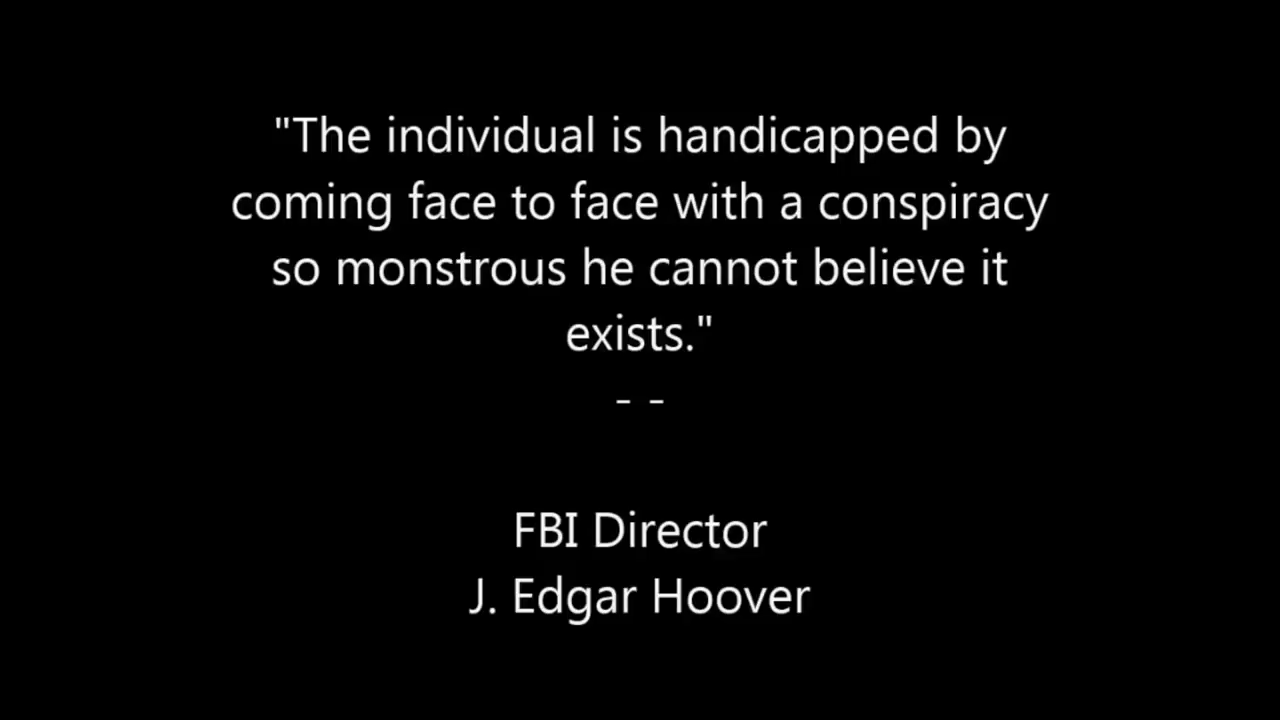 "The individual is handicapped by
coming face to face with a conspiracy
so monstrous he cannot believe it
exists."
- -
FBI Director
J. Edgar Hoover